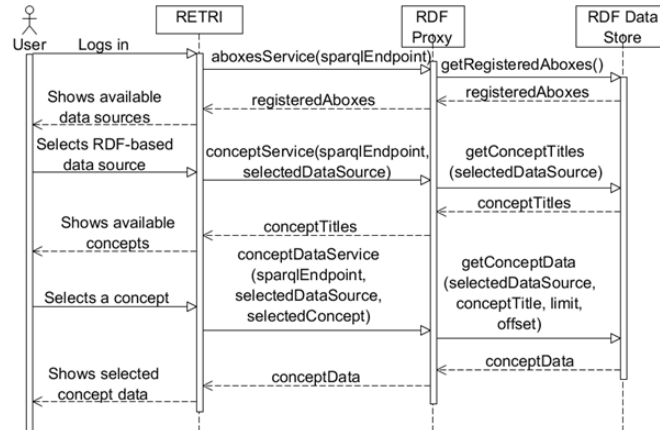 RETRI
RDF
Proxy
RDF Data
Store
User
Logs in
aboxesService(sparqlEndpoint)
getRegisteredAboxes()
registeredAboxes
registeredAboxes
Shows available
data sources
Selects RDF-based
data source
conceptService(sparqlEndpoint,
selectedDataSource)
getConceptTitles
(selectedDataSource)
conceptTitles
conceptTitles
Shows available
concepts
conceptDataService
(sparqlEndpoint,
selectedDataSource,
selectedConcept)
getConceptData
(selectedDataSource,
conceptTitle, limit,
offset)
Selects a concept
conceptData
conceptData
Shows selected
concept data